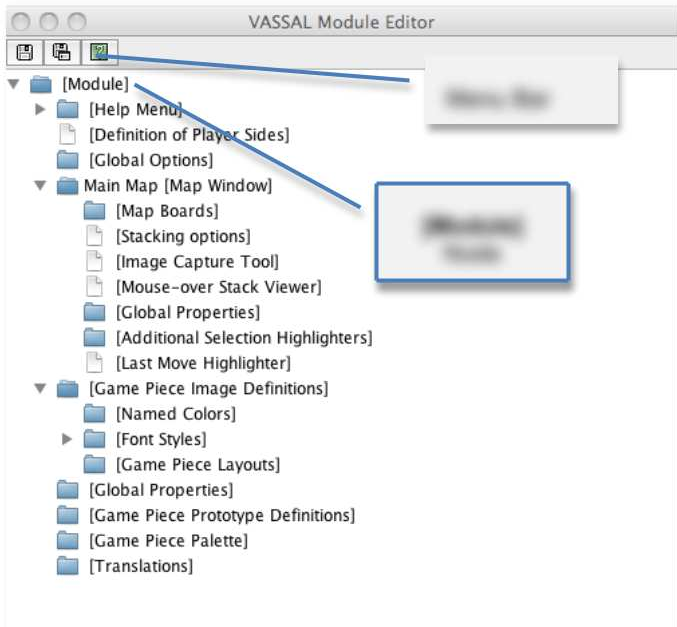 VASSAL Module Editor
[Module]
[Help Menu]
[Definition of Player Sides]
[Global Options]
Main Map [Map Window]
[Map Boards]
[Stacking options]
[Image Capture Tool]
[Mouse-over Stack Viewer]
[Global Properties]
[Additional Selection Highlighters]
[Last Move Highlighter]
[Game Piece Image Definitions]
[Named Colors]
[Font Styles]
[Game Piece Layouts]
[Global Properties]
[Game Piece Prototype Definitions]
[Game Piece Palette]
[Translations]